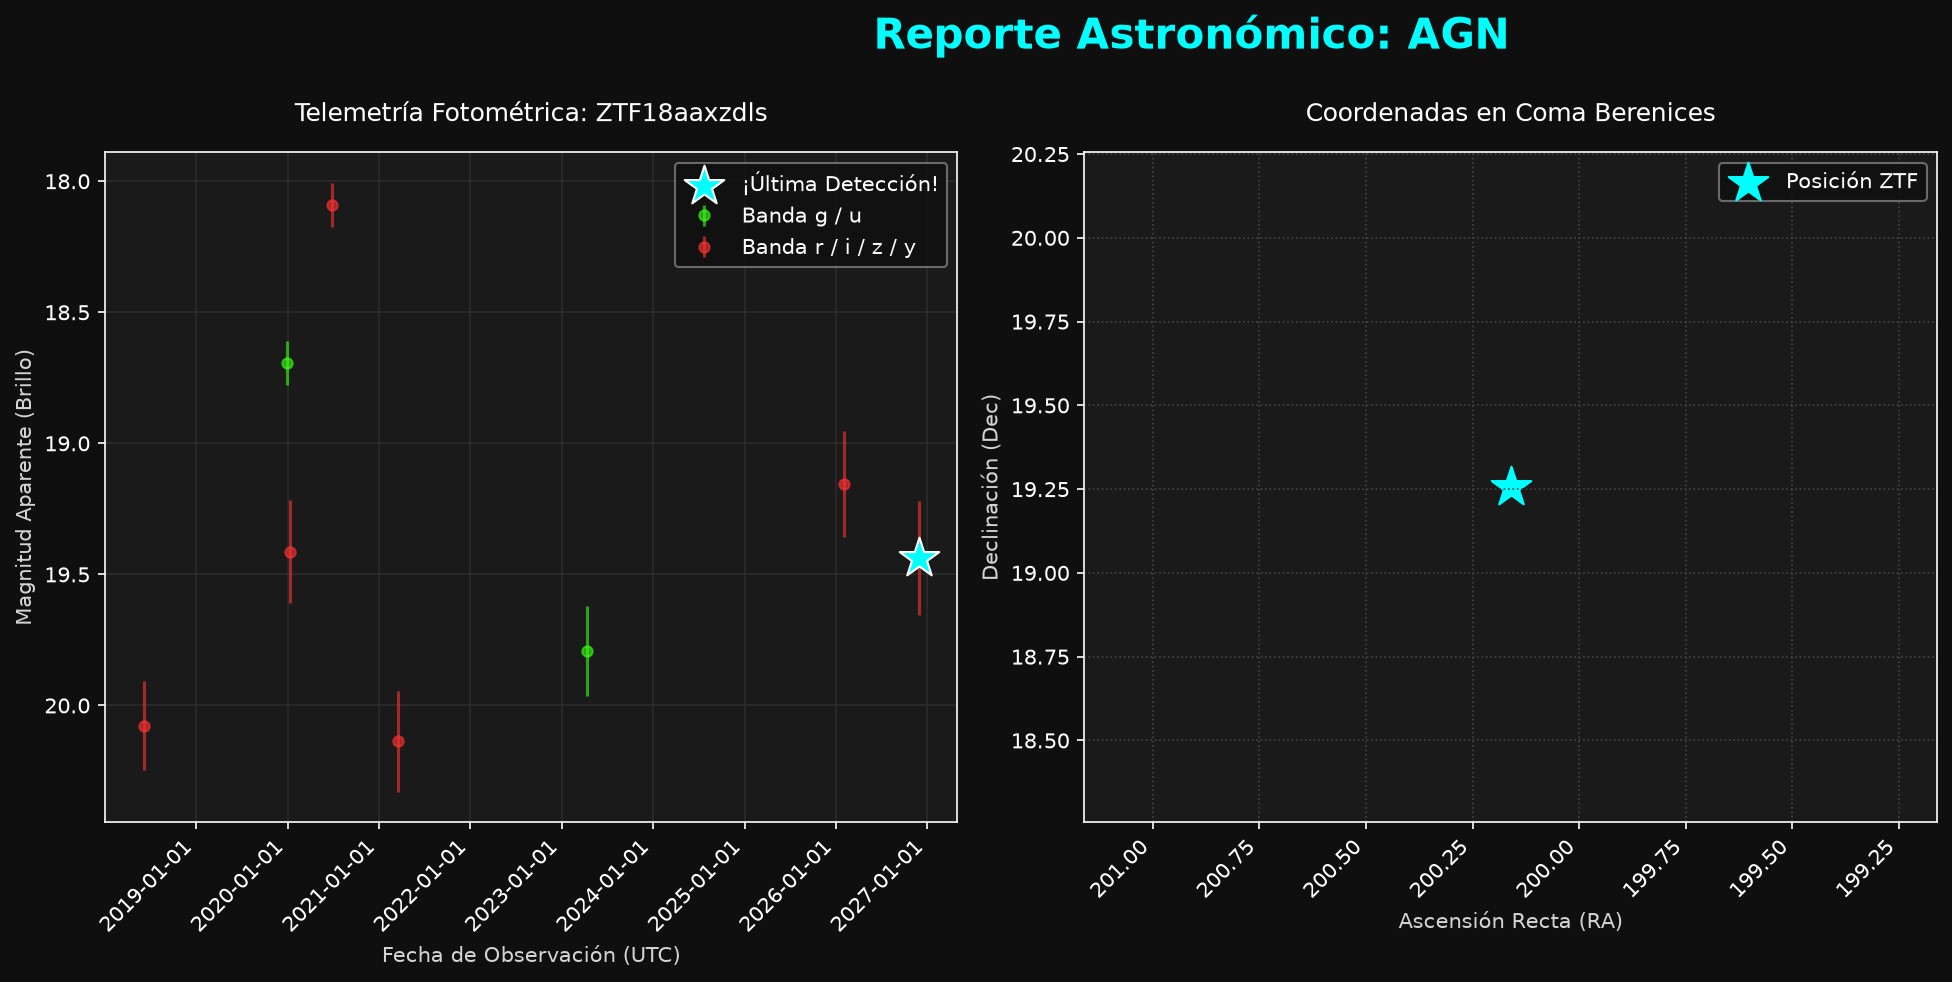 Reporte Astronómico: AGN
Telemetría Fotométrica: ZTF18aaxzdls
Magnitud Aparente (Brillo)
18.0
18.5
19.0
19.5
20.0
¡Última Detección!
Banda g / u
Banda r / i / z / y
2019-01-01
2020-01-01
2021-01-01
2022-01-01
2023-01-01
2024-01-01
2025-01-01
2026-01-01
2027-01-01
Fecha de Observación (UTC)
Coordenadas en Coma Berenices
Declinación (Dec)
20.25
20.00
19.75
19.50
19.25
19.00
18.75
18.50
Posición ZTF
201.00
200.75
200.50
200.25
200.00
199.75
199.50
199.25
Ascensión Recta (RA)